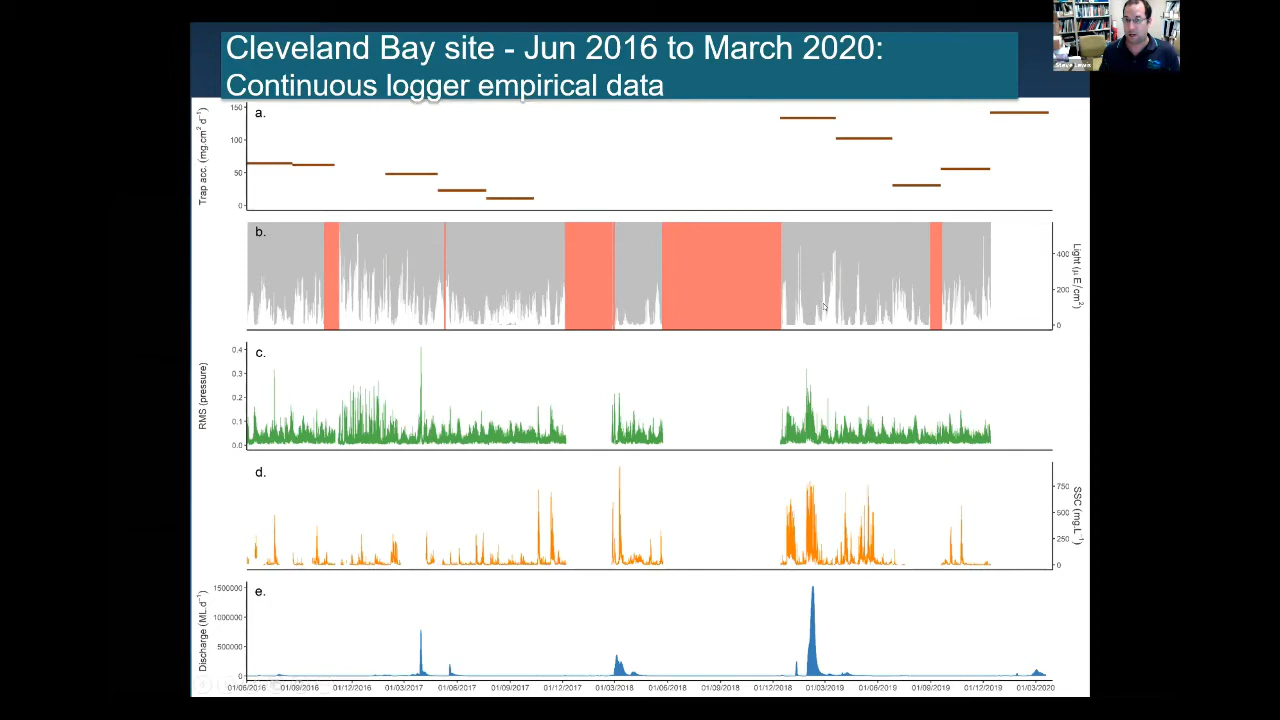 Cleveland Bay site - Jun 2016 to March 2020:
Continuous logger empirical data
Steve Lewis
a.
Trap acc. (mg.cm² d⁻¹)
150
100
50
0
b.
Light (μ E/cm²)
400
200
0
c.
RMS (pressure)
0.4
0.3
0.2
0.1
0.0
d.
SSC (mg.L⁻¹)
750
500
250
0
e.
Discharge (ML.d⁻¹)
1500000
1000000
500000
0
01/06/2016 01/09/2016 01/12/2016 01/03/2017 01/06/2017 01/09/2017 01/12/2017 01/03/2018 01/06/2018 01/09/2018 01/12/2018 01/03/2019 01/06/2019 01/09/2019 01/12/2019 01/03/2020